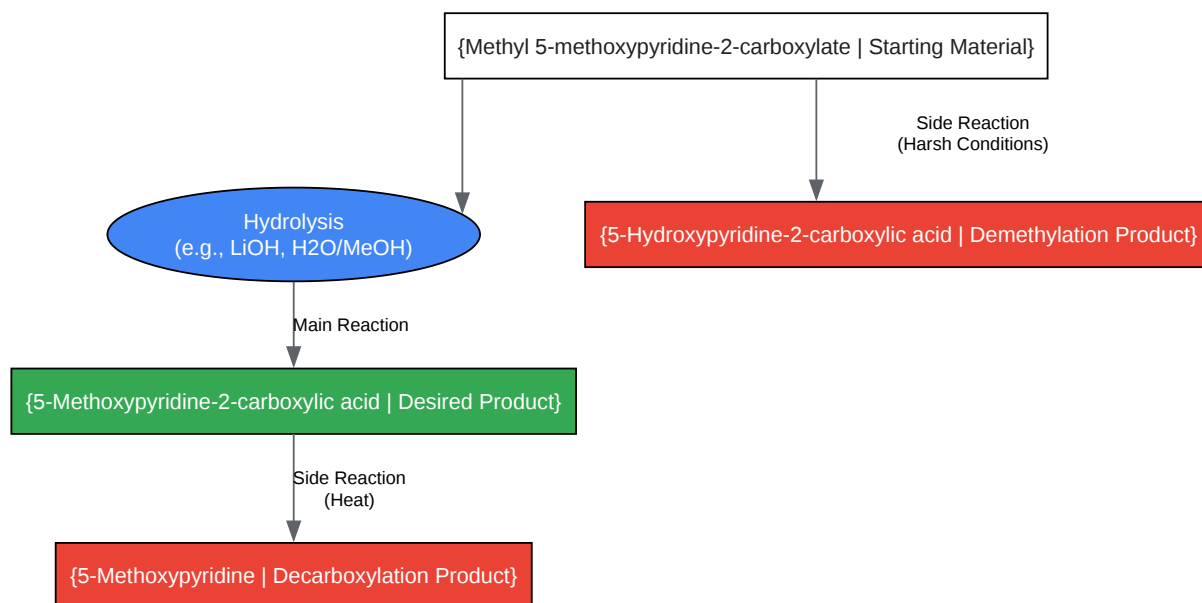 {Methyl 5-methoxypyridine-2-carboxylate | Starting Material}
Side Reaction
(Harsh Conditions)
Hydrolysis
(e.g., LiOH, H2O/MeOH)
{5-Hydroxypyridine-2-carboxylic acid | Demethylation Product}
Main Reaction
{5-Methoxypyridine-2-carboxylic acid | Desired Product}
Side Reaction
(Heat)
{5-Methoxypyridine | Decarboxylation Product}